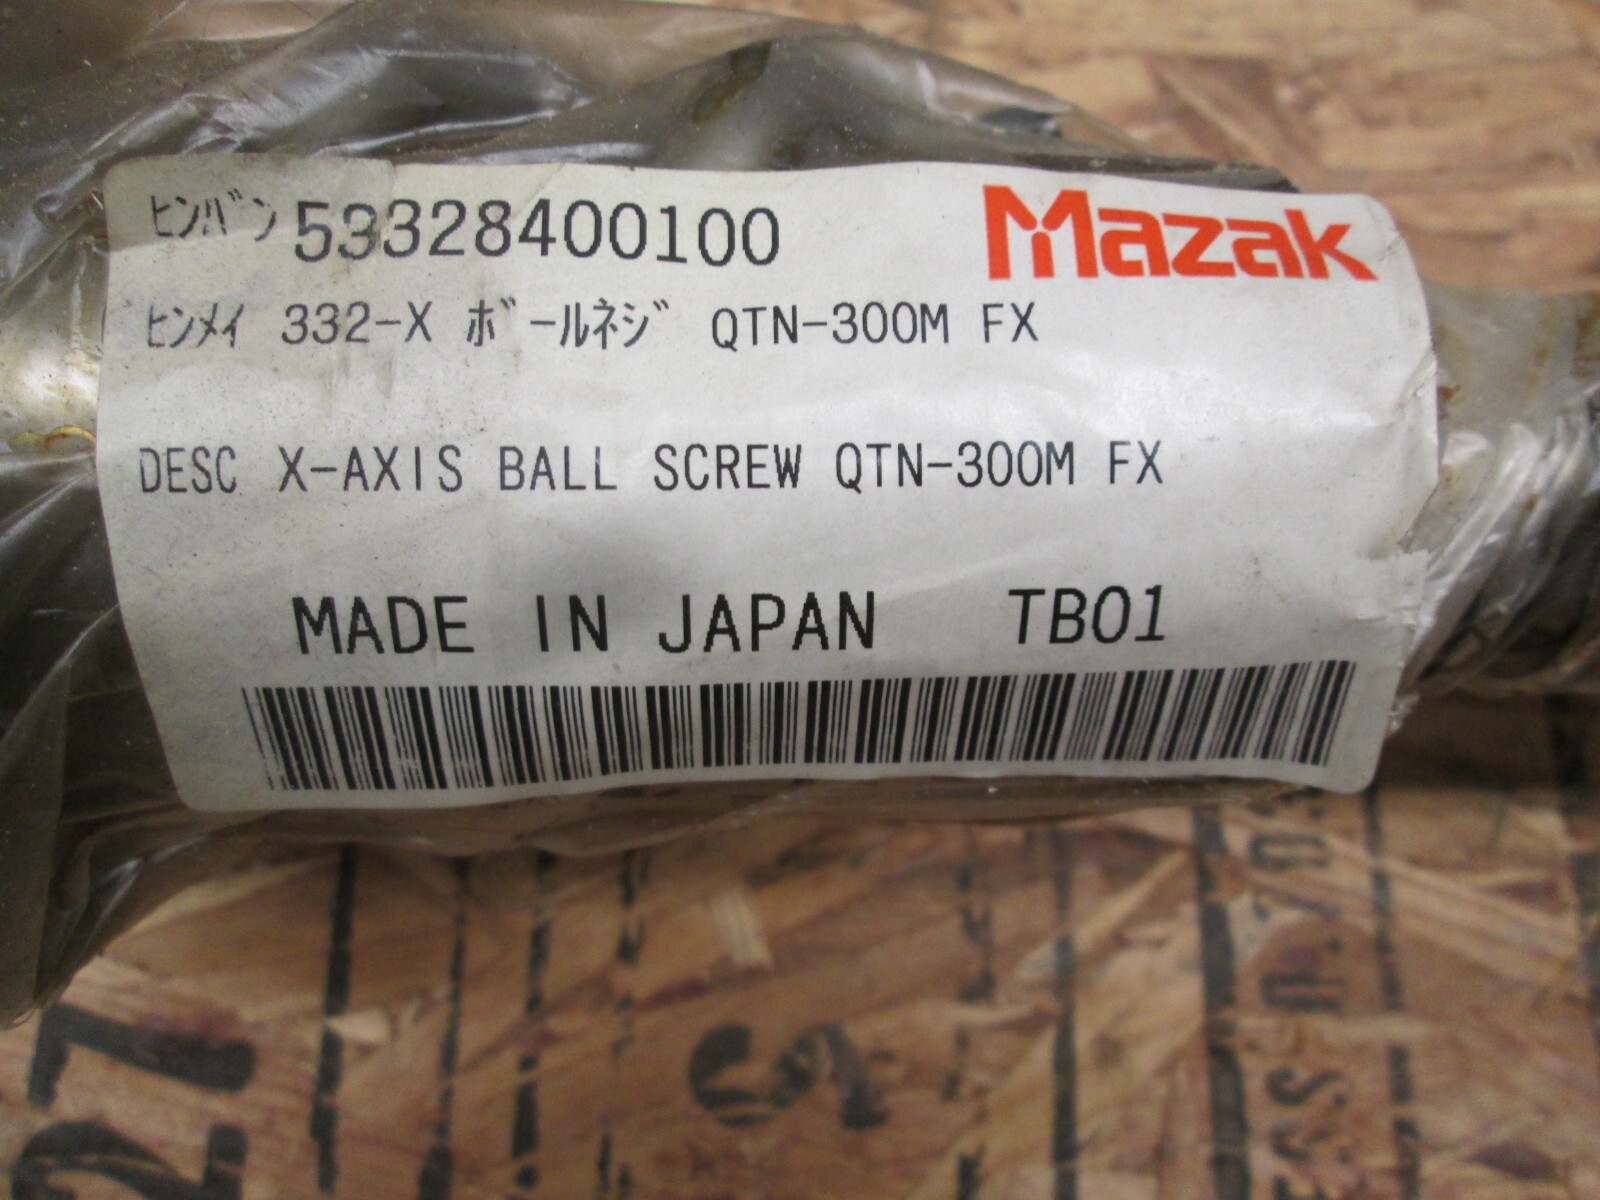 ﾋﾝﾊﾞﾝ 53328400100 Mazak
ﾋﾝﾒｲ 332-X ﾎﾞｰﾙﾈｼﾞ QTN-300M FX
DESC X-AXIS BALL SCREW QTN-300M FX
MADE IN JAPAN TB01